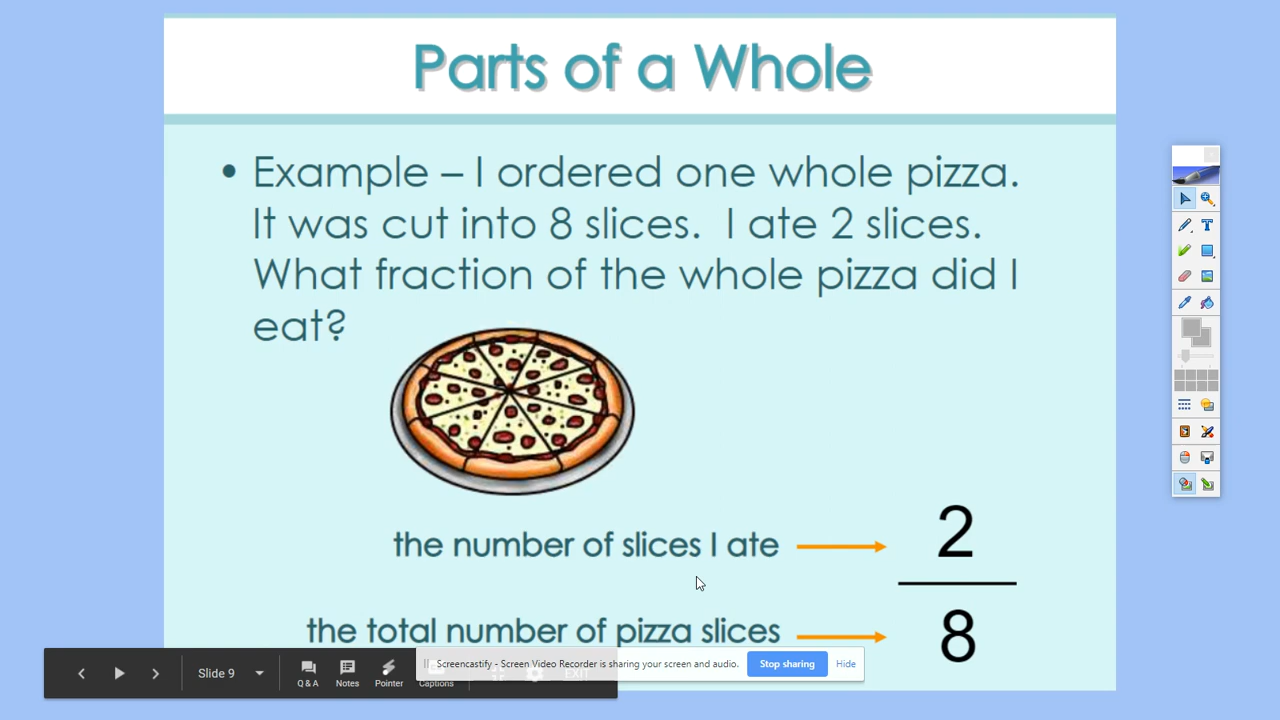 Parts of a Whole
• Example – I ordered one whole pizza.
It was cut into 8 slices.  I ate 2 slices.
What fraction of the whole pizza did I
eat?
the number of slices I ate
2
the total number of pizza slices
8
Slide 9
Q & A
Notes
Pointer
Captions
EXIT
Screencastify - Screen Video Recorder is sharing your screen and audio.
Stop sharing
Hide
T